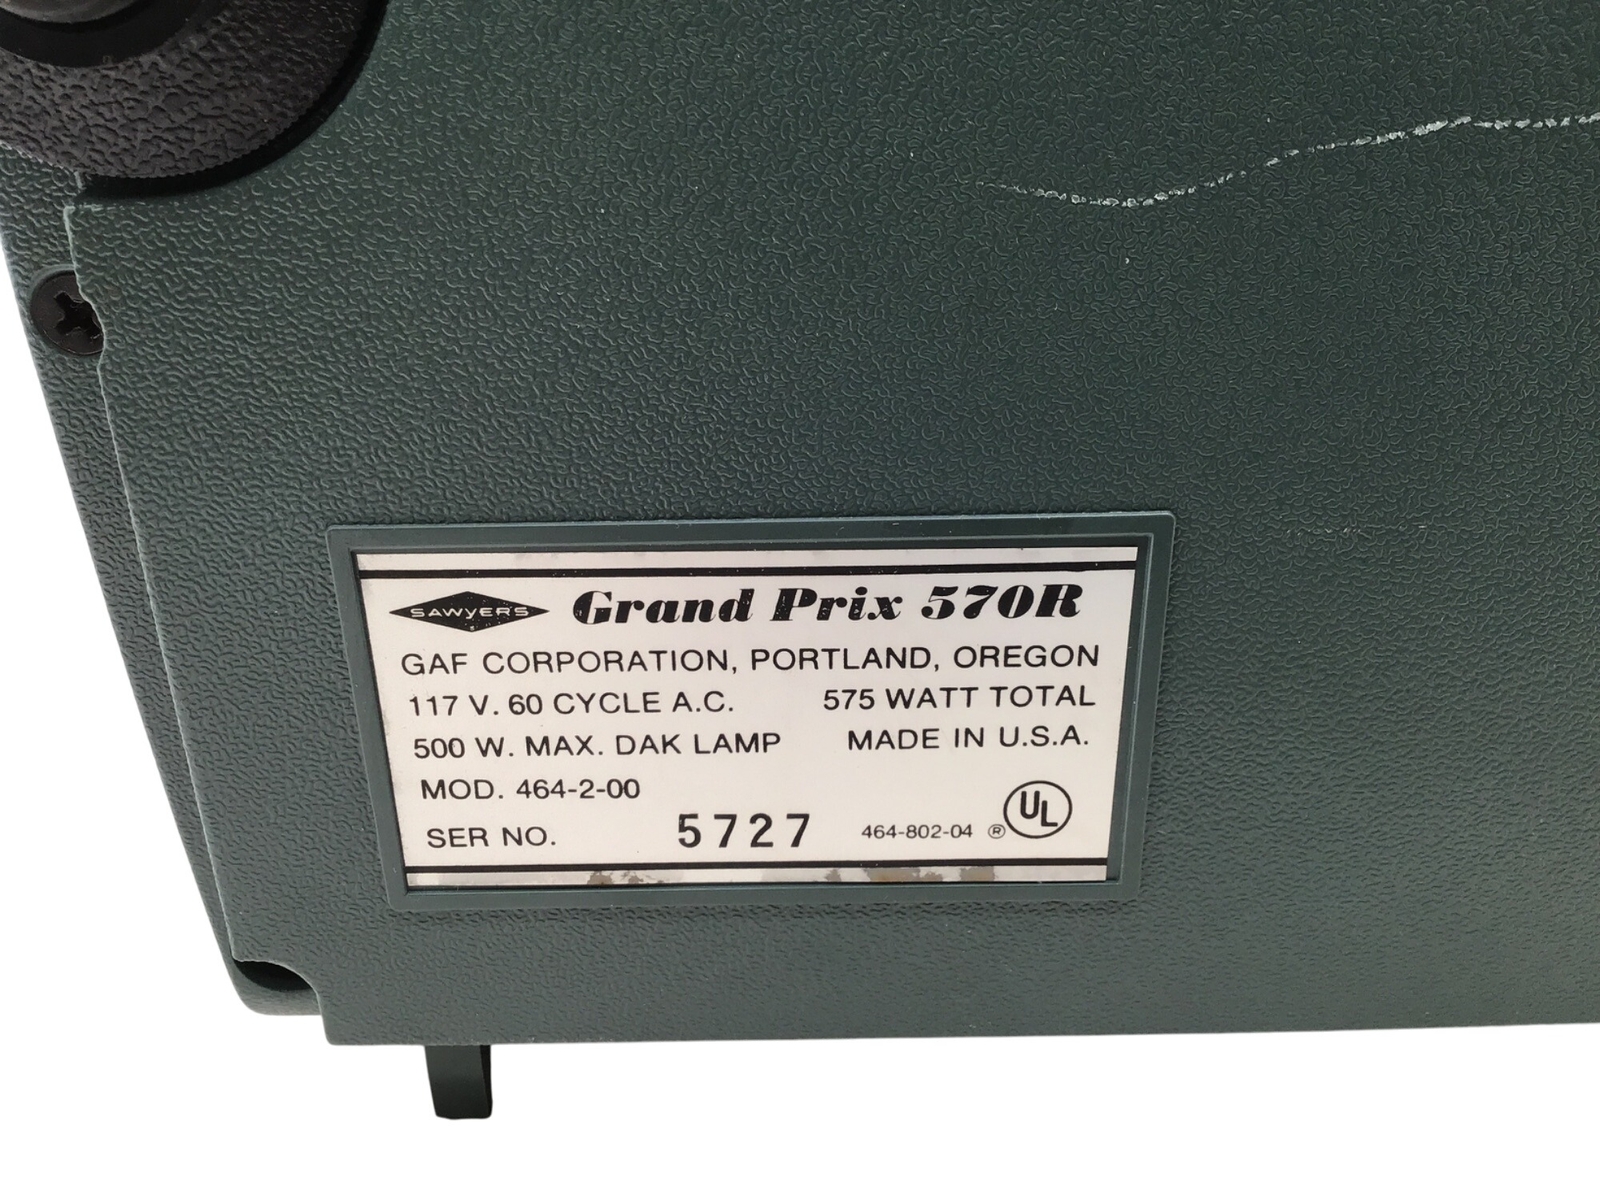 SAWYERS Grand Prix 570R
GAF CORPORATION, PORTLAND, OREGON
117 V. 60 CYCLE A.C. 575 WATT TOTAL
500 W. MAX. DAK LAMP MADE IN U.S.A.
MOD. 464-2-00
SER NO. 5727 464-802-04 ® UL